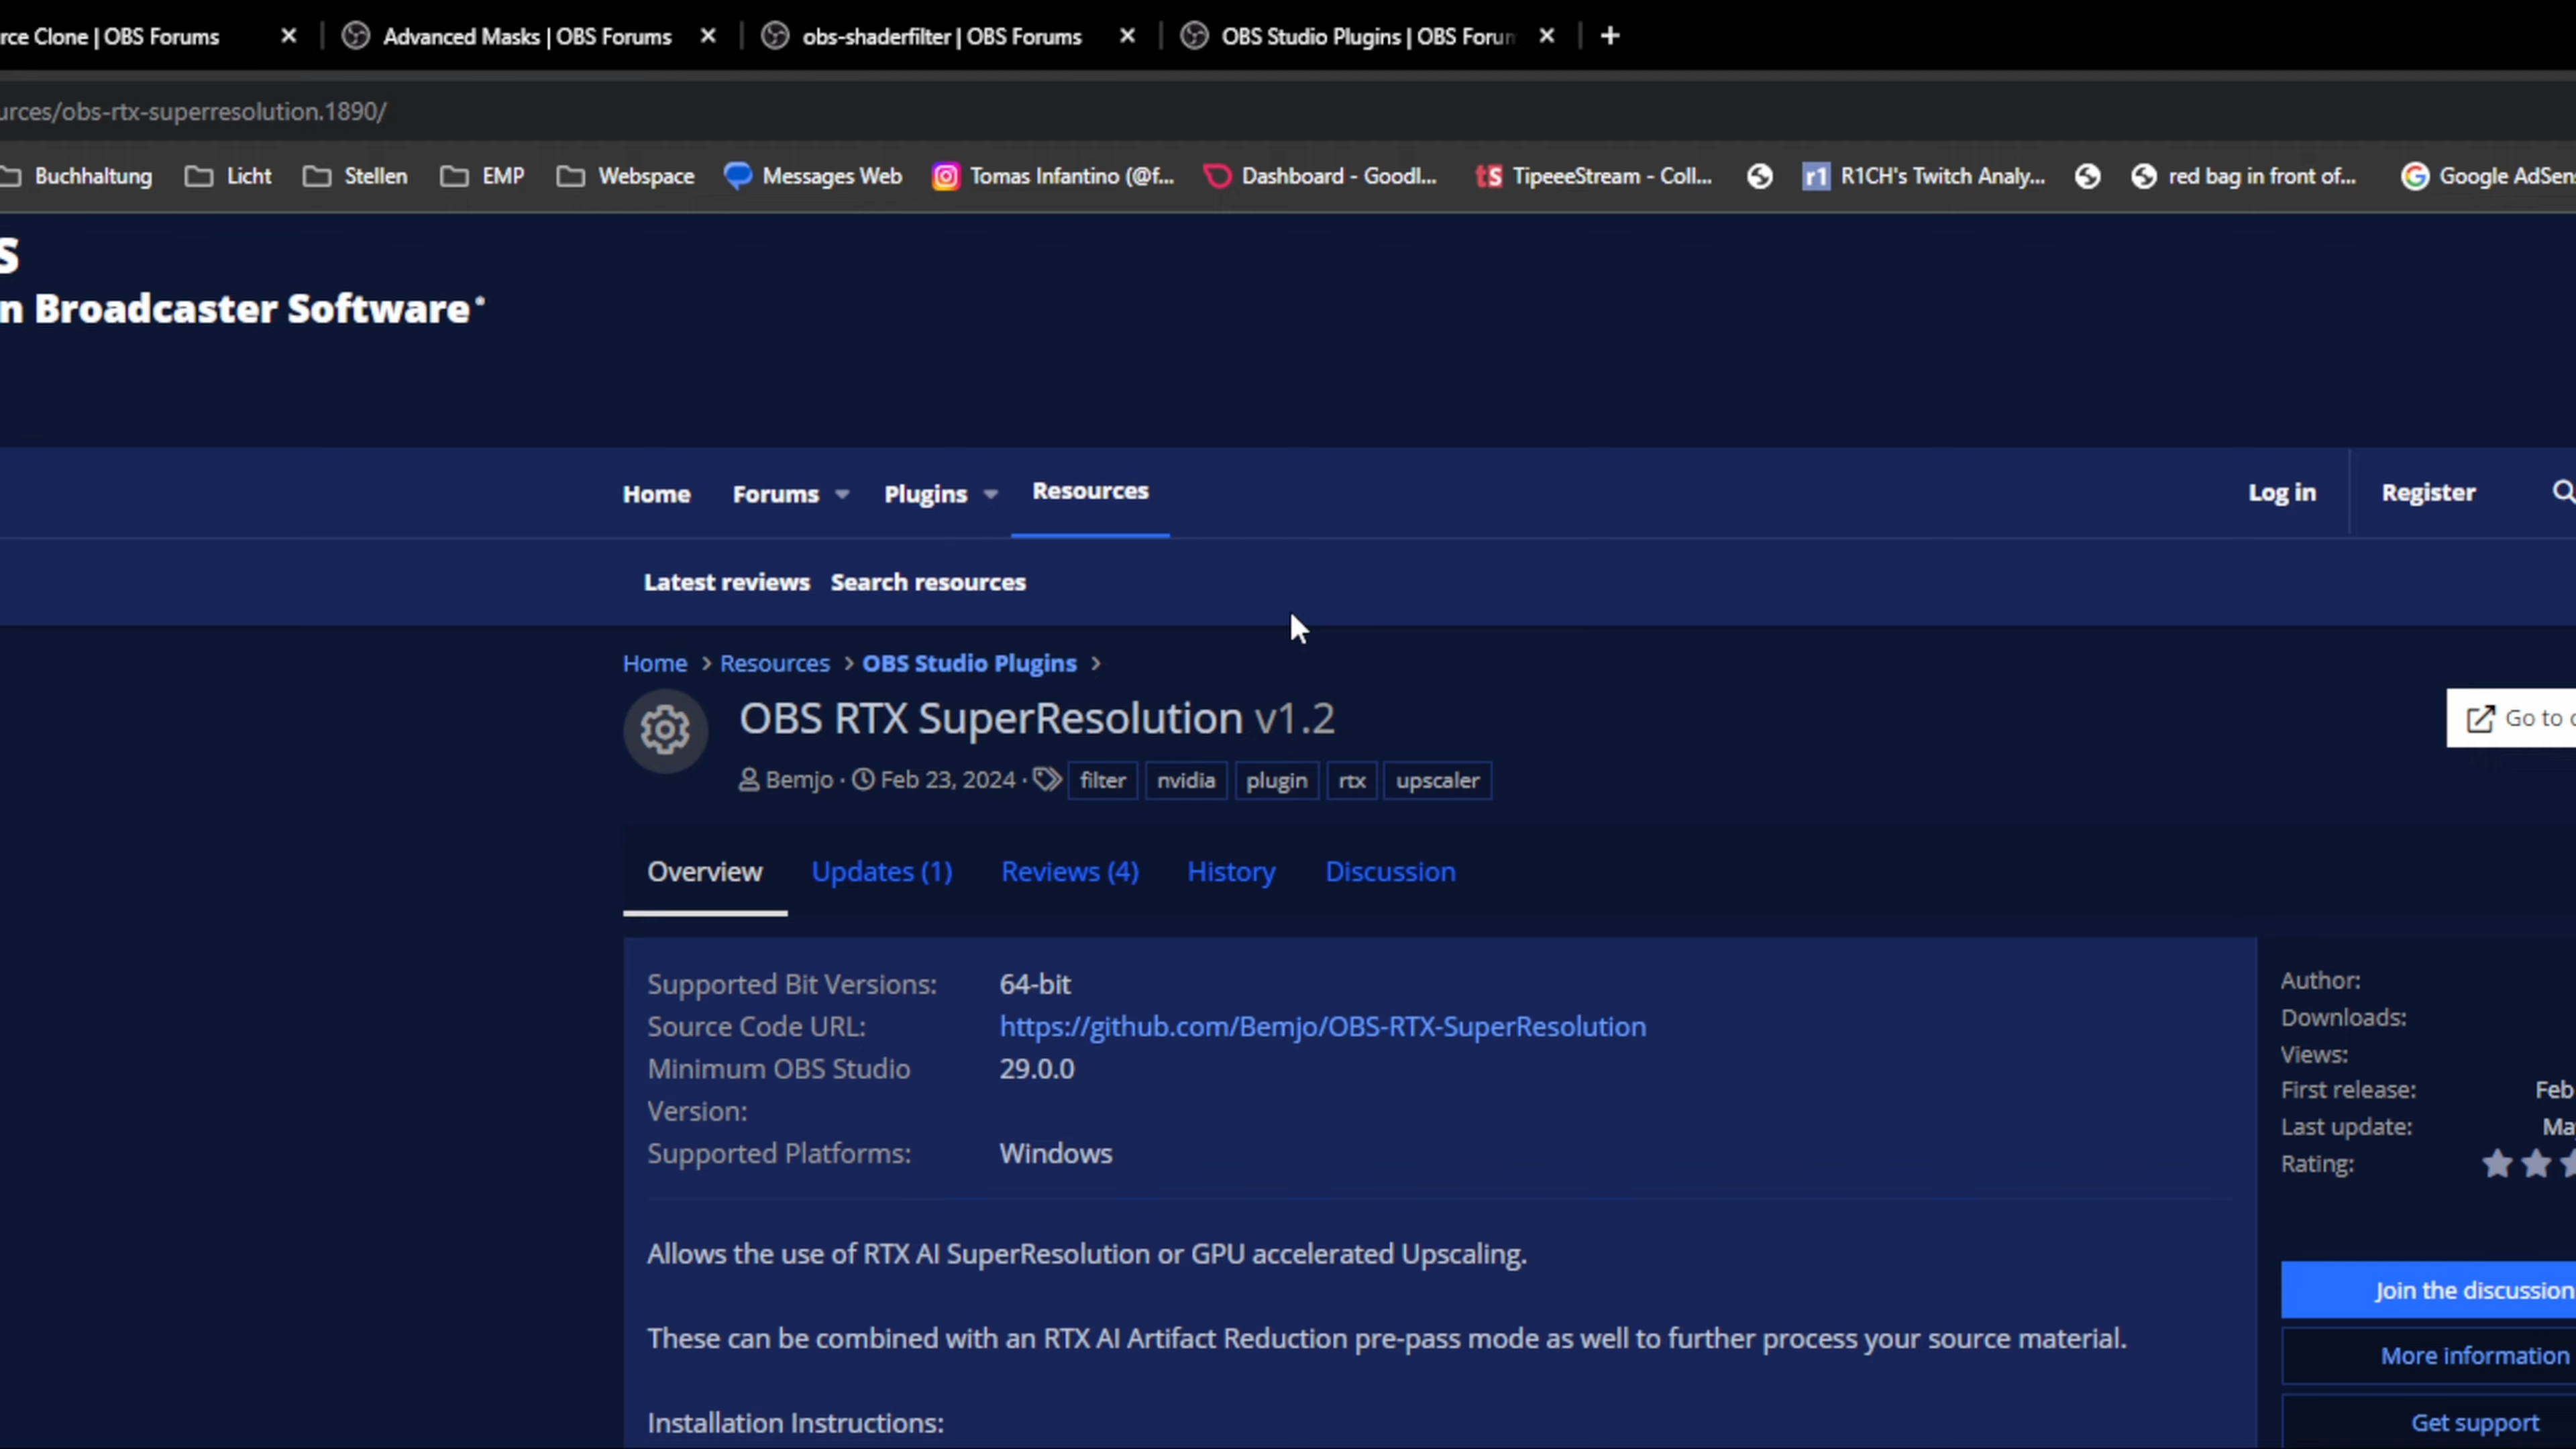 rce Clone | OBS Forums
Advanced Masks | OBS Forums
obs-shaderfilter | OBS Forums
OBS Studio Plugins | OBS Forum
urces/obs-rtx-superresolution.1890/
Buchhaltung
Licht
Stellen
EMP
Webspace
Messages Web
Tomas Infantino (@f...
Dashboard - Goodl...
tS TipeeeStream - Coll...
r1 R1CH's Twitch Analy...
red bag in front of...
Google AdSens
S
n Broadcaster Software
Home
Forums
Plugins
Resources
Log in
Register
Latest reviews
Search resources
Home > Resources > OBS Studio Plugins >
OBS RTX SuperResolution v1.2
Go to
Bemjo · Feb 23, 2024 · filter nvidia plugin rtx upscaler
Overview
Updates (1)
Reviews (4)
History
Discussion
Supported Bit Versions: 64-bit
Source Code URL: https://github.com/Bemjo/OBS-RTX-SuperResolution
Minimum OBS Studio 29.0.0
Version:
Supported Platforms: Windows
Allows the use of RTX AI SuperResolution or GPU accelerated Upscaling.
These can be combined with an RTX AI Artifact Reduction pre-pass mode as well to further process your source material.
Installation Instructions:
Author:
Downloads:
Views:
First release: Feb
Last update: Ma
Rating:
Join the discussion
More information
Get support